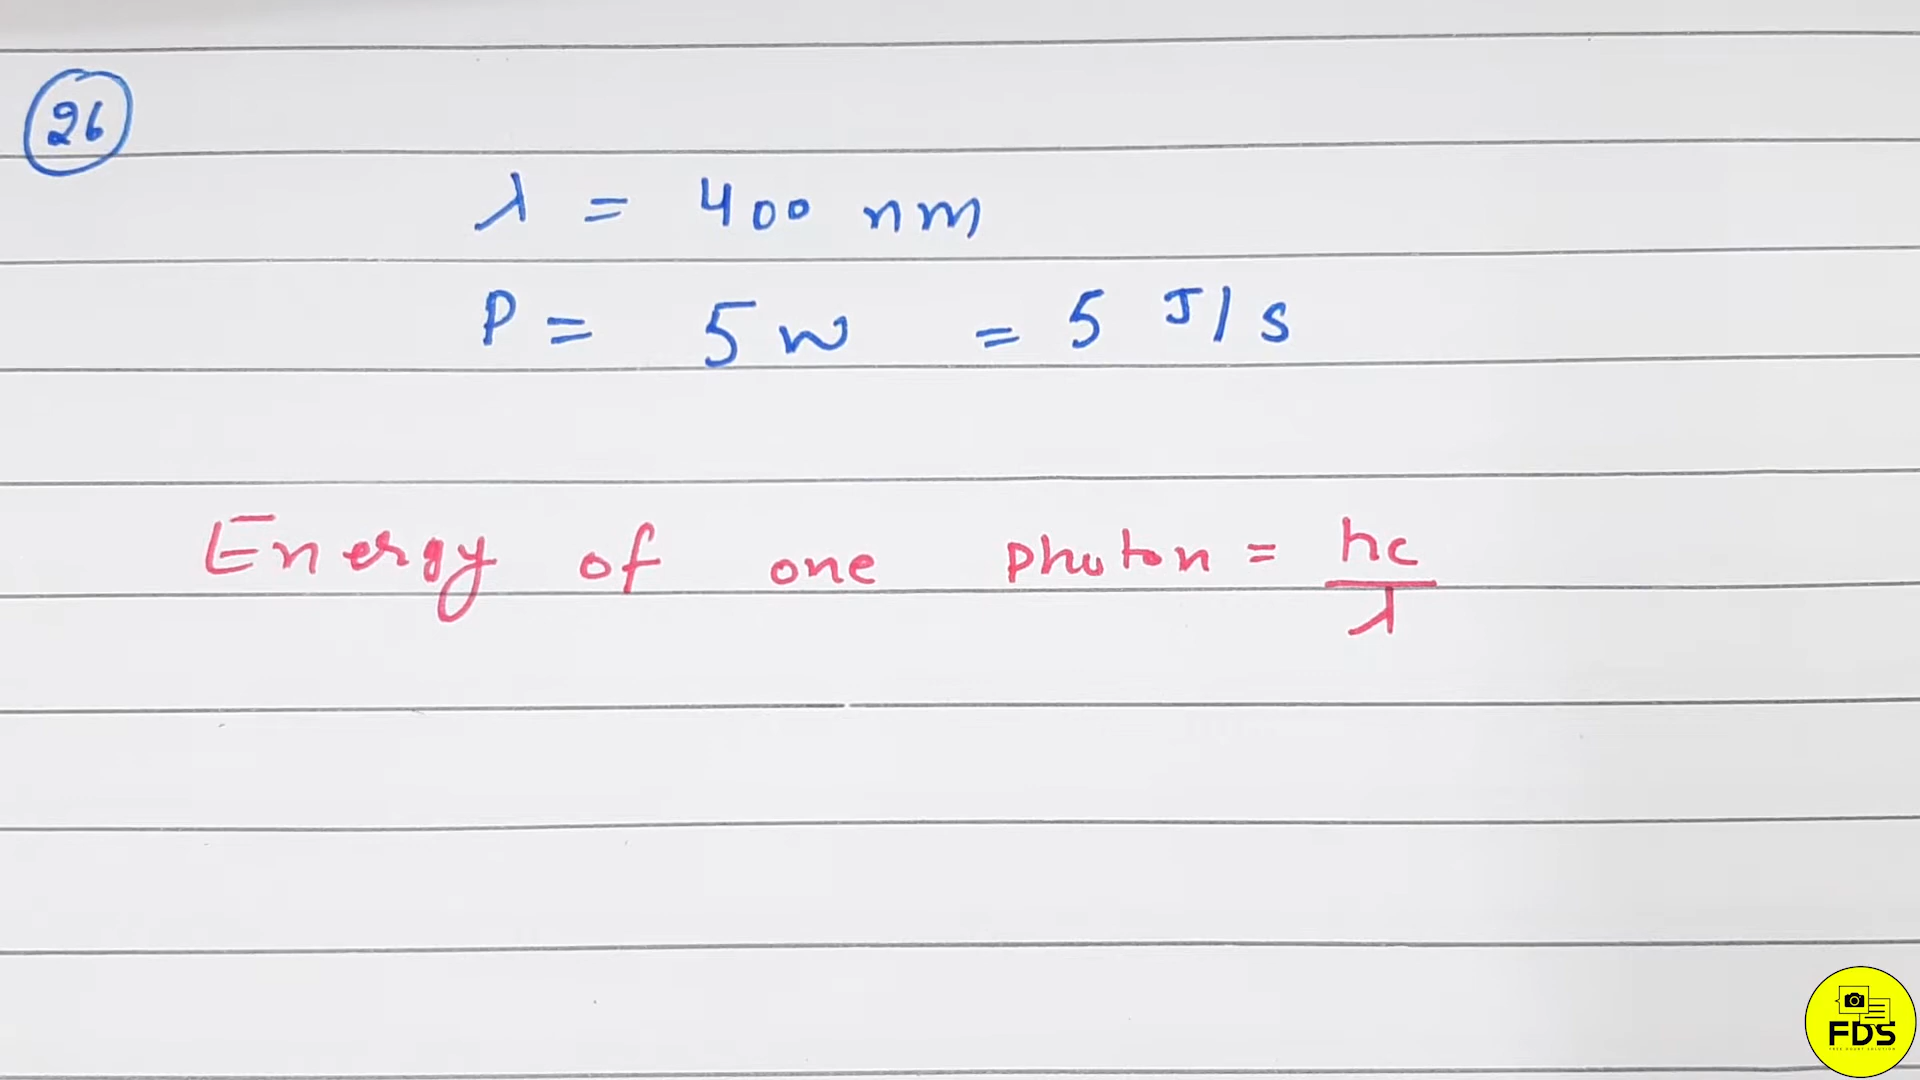 26
λ = 400 nm
P = 5 w = 5 J/s
Energy of one photon = hc/λ
FDS